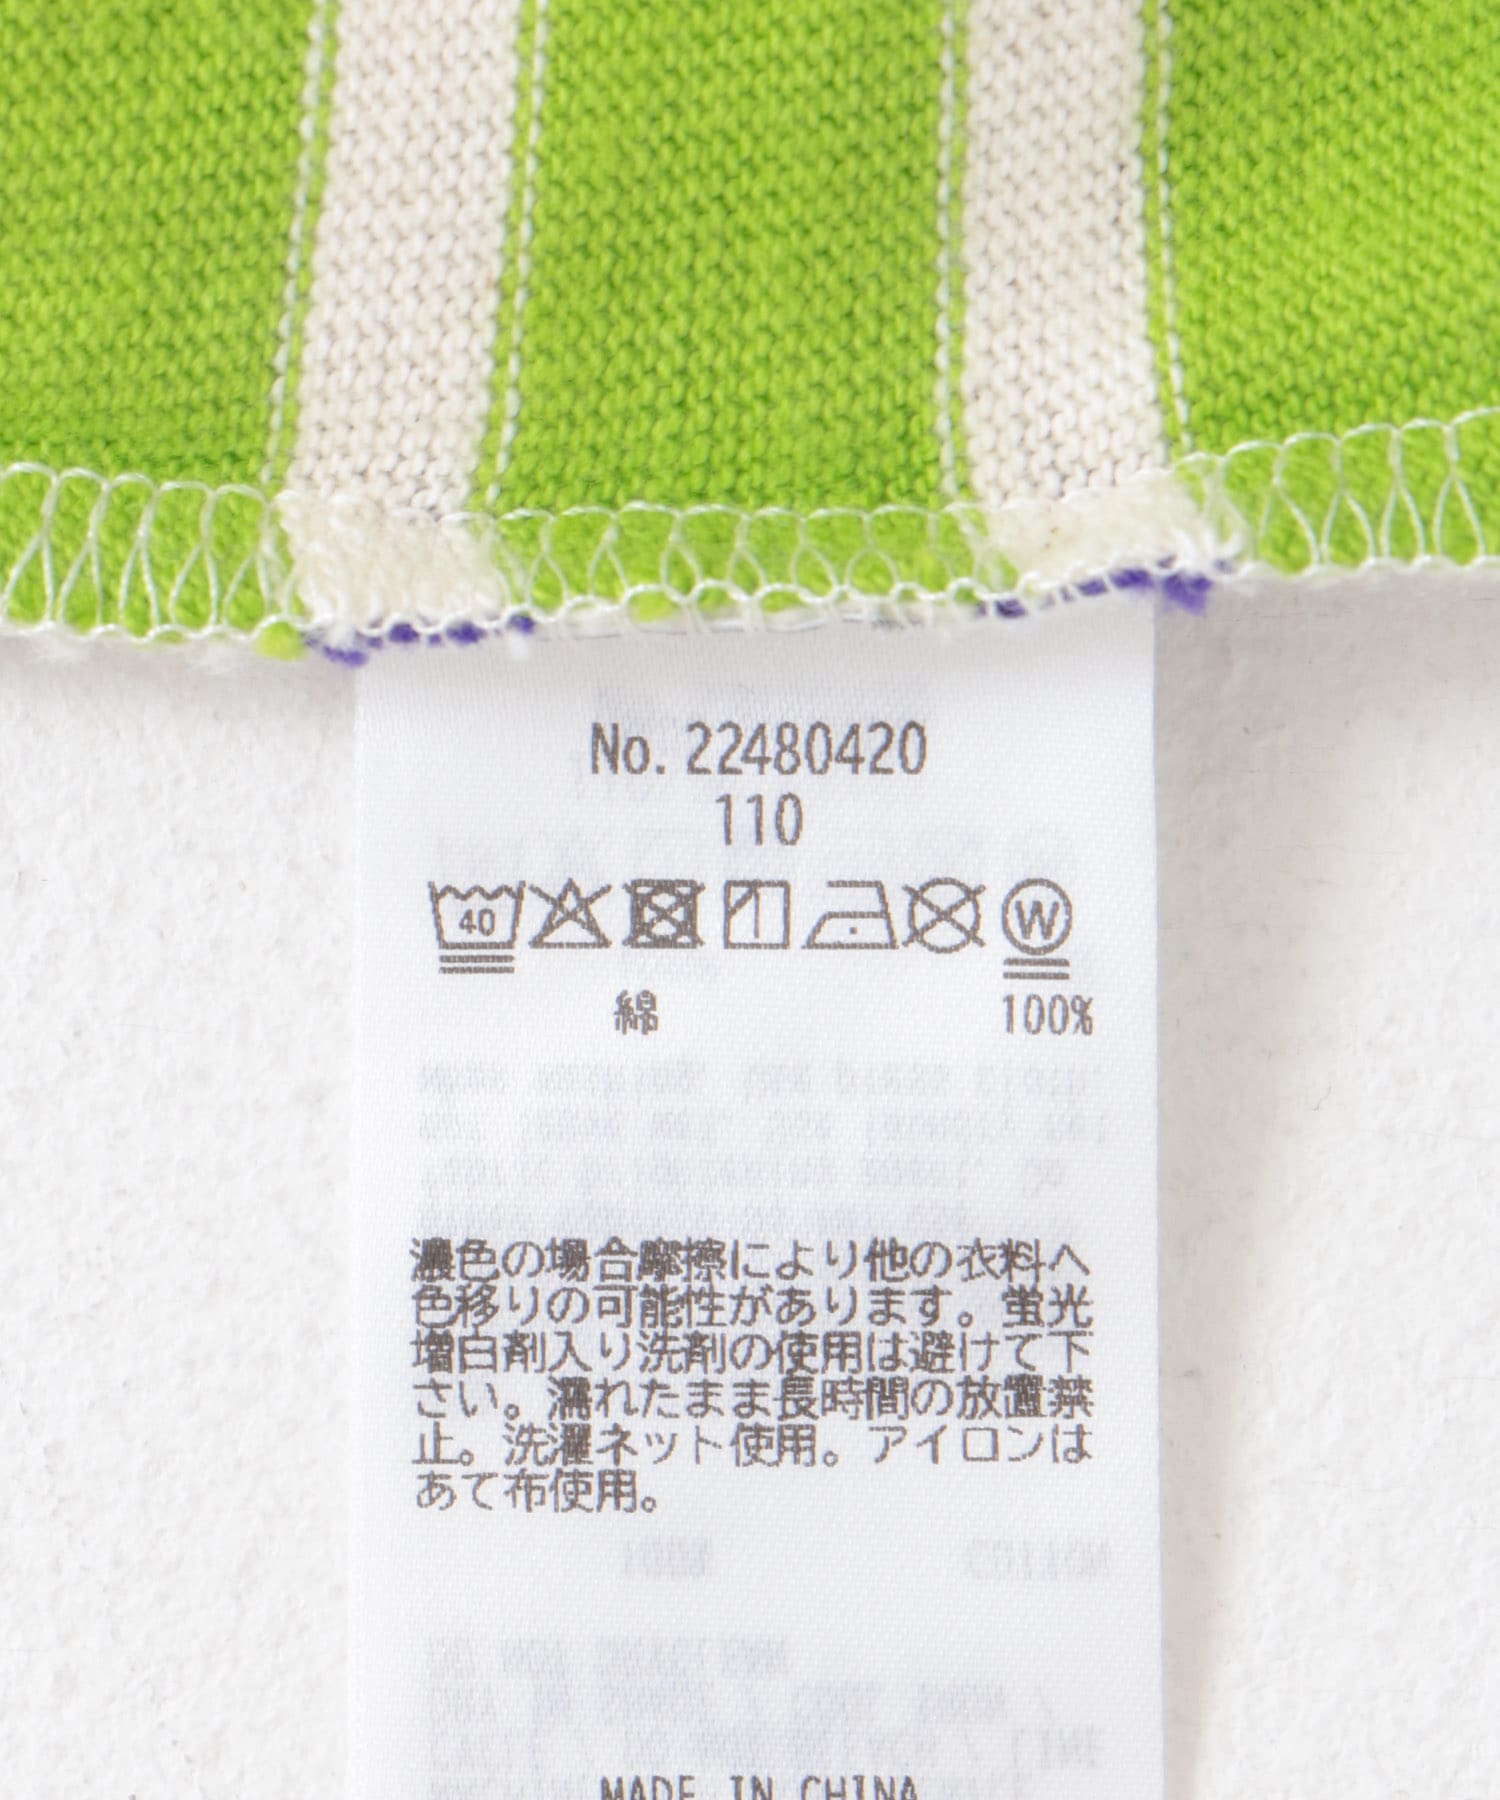 No. 22480420
110
40 W
綿 100%
濃色の場合摩擦により他の衣料へ
色移りの可能性があります。蛍光
増白剤入り洗剤の使用は避けて下
さい。濡れたまま長時間の放置禁
止。洗濯ネット使用。アイロンは
あて布使用。
MADE IN CHINA